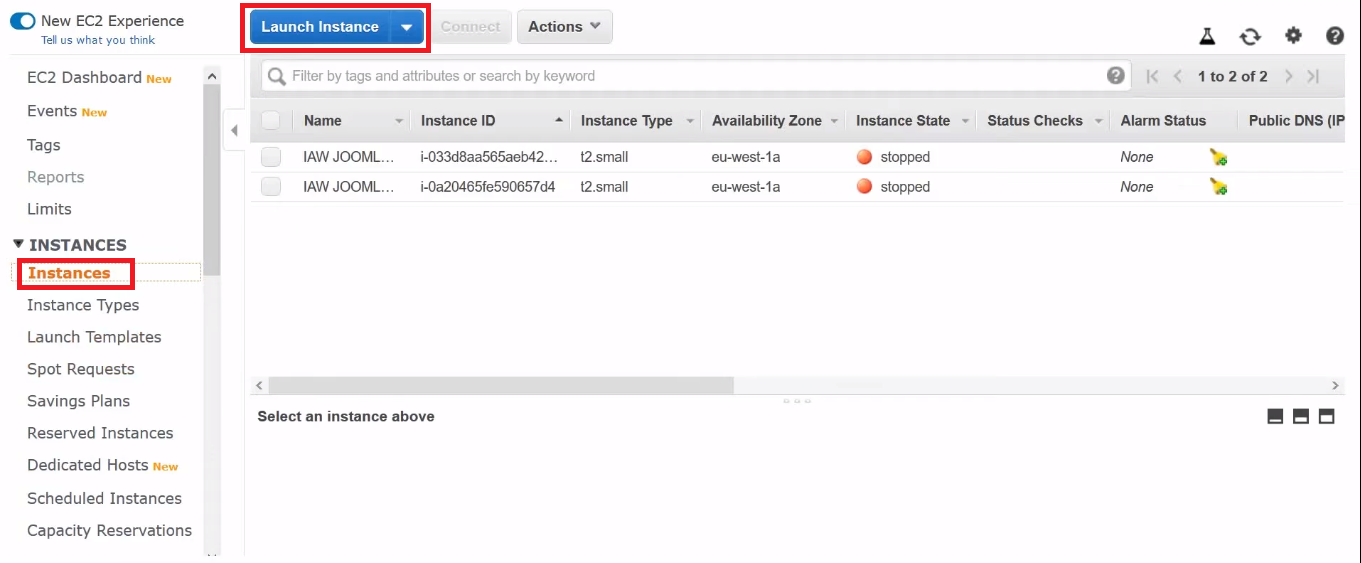 New EC2 Experience
Tell us what you think
Launch Instance Connect Actions
EC2 Dashboard New
Events New
Tags
Reports
Limits
INSTANCES
Instances
Instance Types
Launch Templates
Spot Requests
Savings Plans
Reserved Instances
Dedicated Hosts New
Scheduled Instances
Capacity Reservations
Filter by tags and attributes or search by keyword
1 to 2 of 2
Name Instance ID Instance Type Availability Zone Instance State Status Checks Alarm Status Public DNS (IP
IAW JOOML... i-033d8aa565aeb42... t2.small eu-west-1a stopped None
IAW JOOML... i-0a20465fe590657d4 t2.small eu-west-1a stopped None
Select an instance above